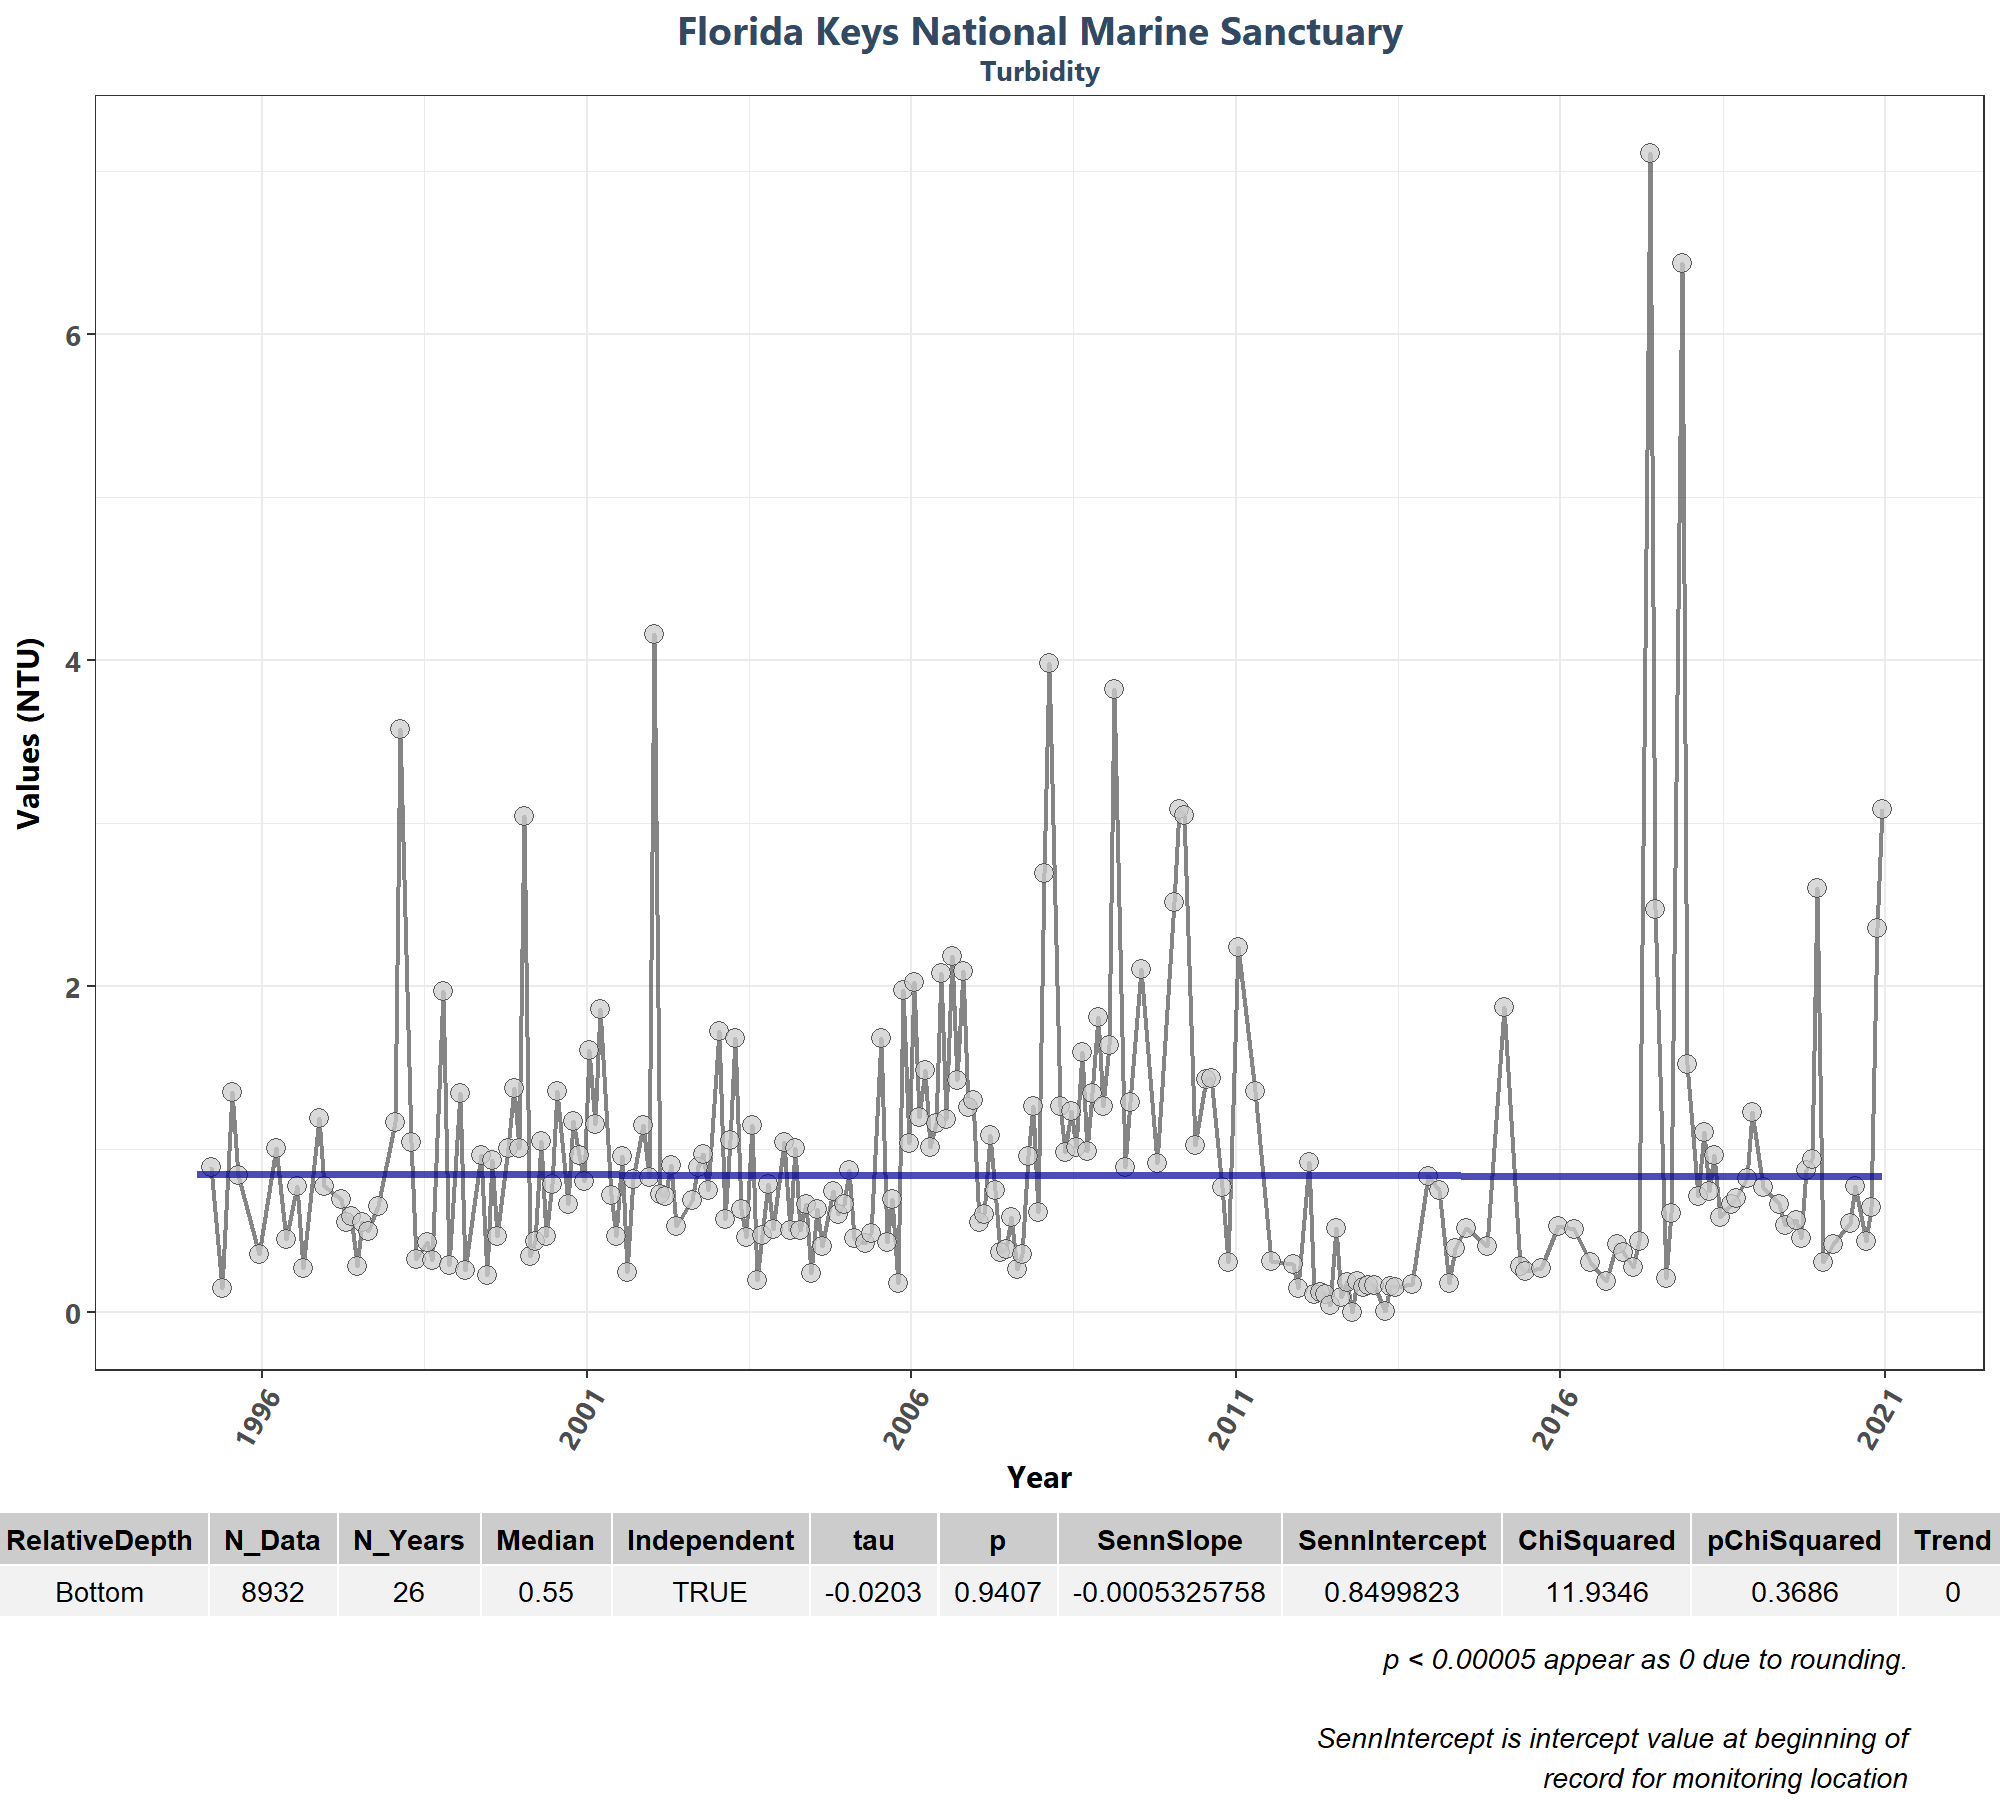 Florida Keys National Marine Sanctuary
Turbidity
Values (NTU)
6
4
2
0
1996 2001 2006 2011 2016 2021
Year
RelativeDepth N_Data N_Years Median Independent tau p SennSlope SennIntercept ChiSquared pChiSquared Trend
Bottom 8932 26 0.55 TRUE -0.0203 0.9407 -0.0005325758 0.8499823 11.9346 0.3686 0
p < 0.00005 appear as 0 due to rounding.
SennIntercept is intercept value at beginning of
record for monitoring location